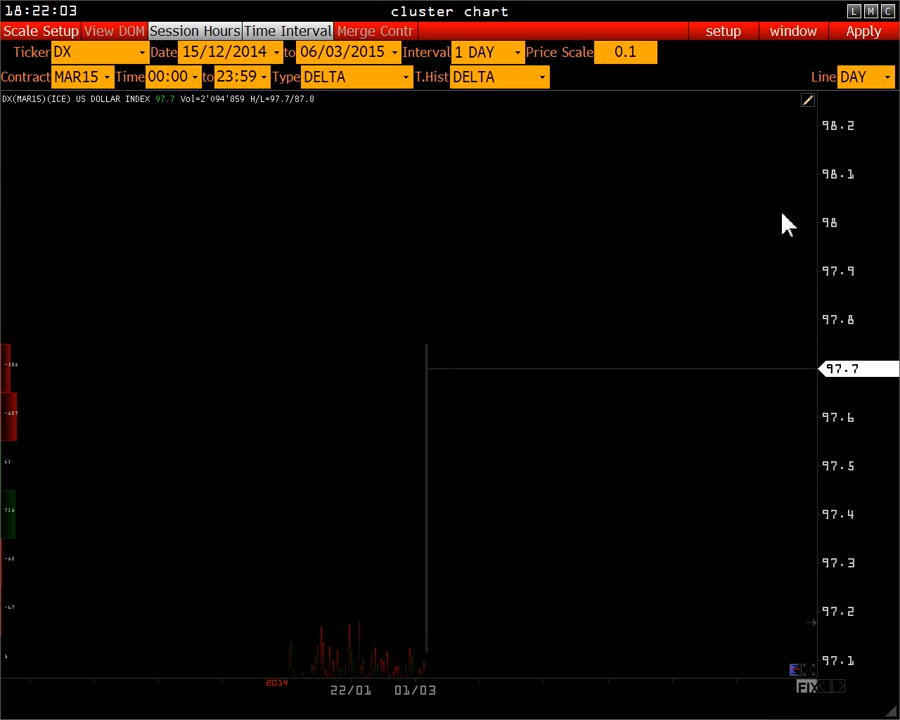 18:22:03 cluster chart L M C
Scale Setup View DOM Session Hours Time Interval Merge Contr setup window Apply
Ticker DX Date 15/12/2014 to 06/03/2015 Interval 1 DAY Price Scale 0.1
Contract MAR15 Time 00:00 to 23:59 Type DELTA T.Hist DELTA Line DAY
DX(MAR15)(ICE) US DOLLAR INDEX 97.7 Vol=2'094'859 H/L=97.7/87.8
98.2
98.1
98
97.9
97.8
97.7
97.6
97.5
97.4
97.3
97.2
97.1
2014
22/01 01/03
FIX